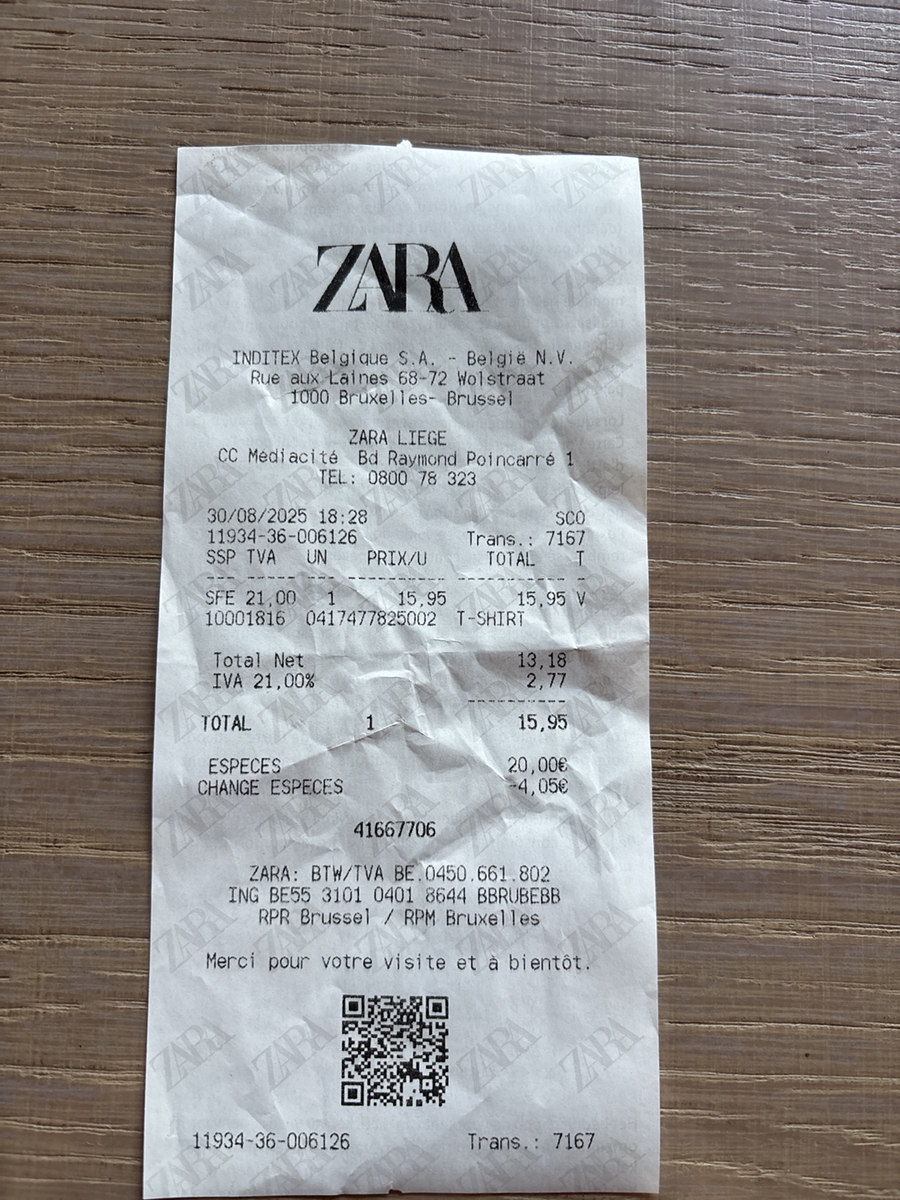 ZARA
INDITEX Belgique S.A. - België N.V.
Rue aux Laines 68-72 Wolstraat
1000 Bruxelles- Brussel
ZARA LIEGE
CC Médiacité Bd Raymond Poincarré 1
TEL: 0800 78 323
30/08/2025 18:28 SCO
11934-36-006126 Trans.: 7167
SSP TVA UN PRIX/U TOTAL T
SFE 21,00 1 15,95 15,95 V
10001816 0417477825002 T-SHIRT
Total Net 13,18
IVA 21,00% 2,77
TOTAL 1 15,95
ESPECES 20,00€
CHANGE ESPECES -4,05€
41667706
ZARA: BTW/TVA BE.0450.661.802
ING BE55 3101 0401 8644 BBRUBEBB
RPR Brussel / RPM Bruxelles
Merci pour votre visite et à bientôt.
11934-36-006126 Trans.: 7167